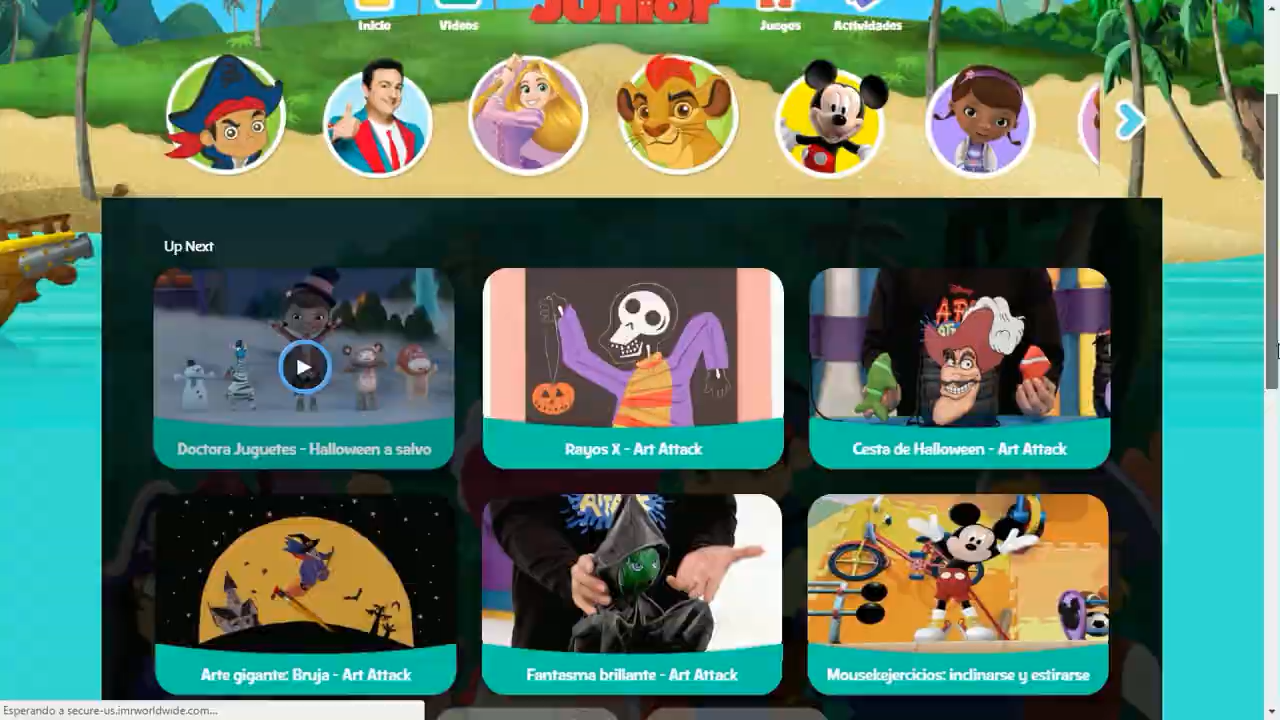 JUNIOR
Inicio
Videos
Juegos
Actividades
Up Next
Doctora Juguetes - Halloween a salvo
Rayos X - Art Attack
Cesta de Halloween - Art Attack
Arte gigante: Bruja - Art Attack
Fantasma brillante - Art Attack
Mousekejercicios: inclinarse y estirarse
Esperando a secure-us.imrworldwide.com...